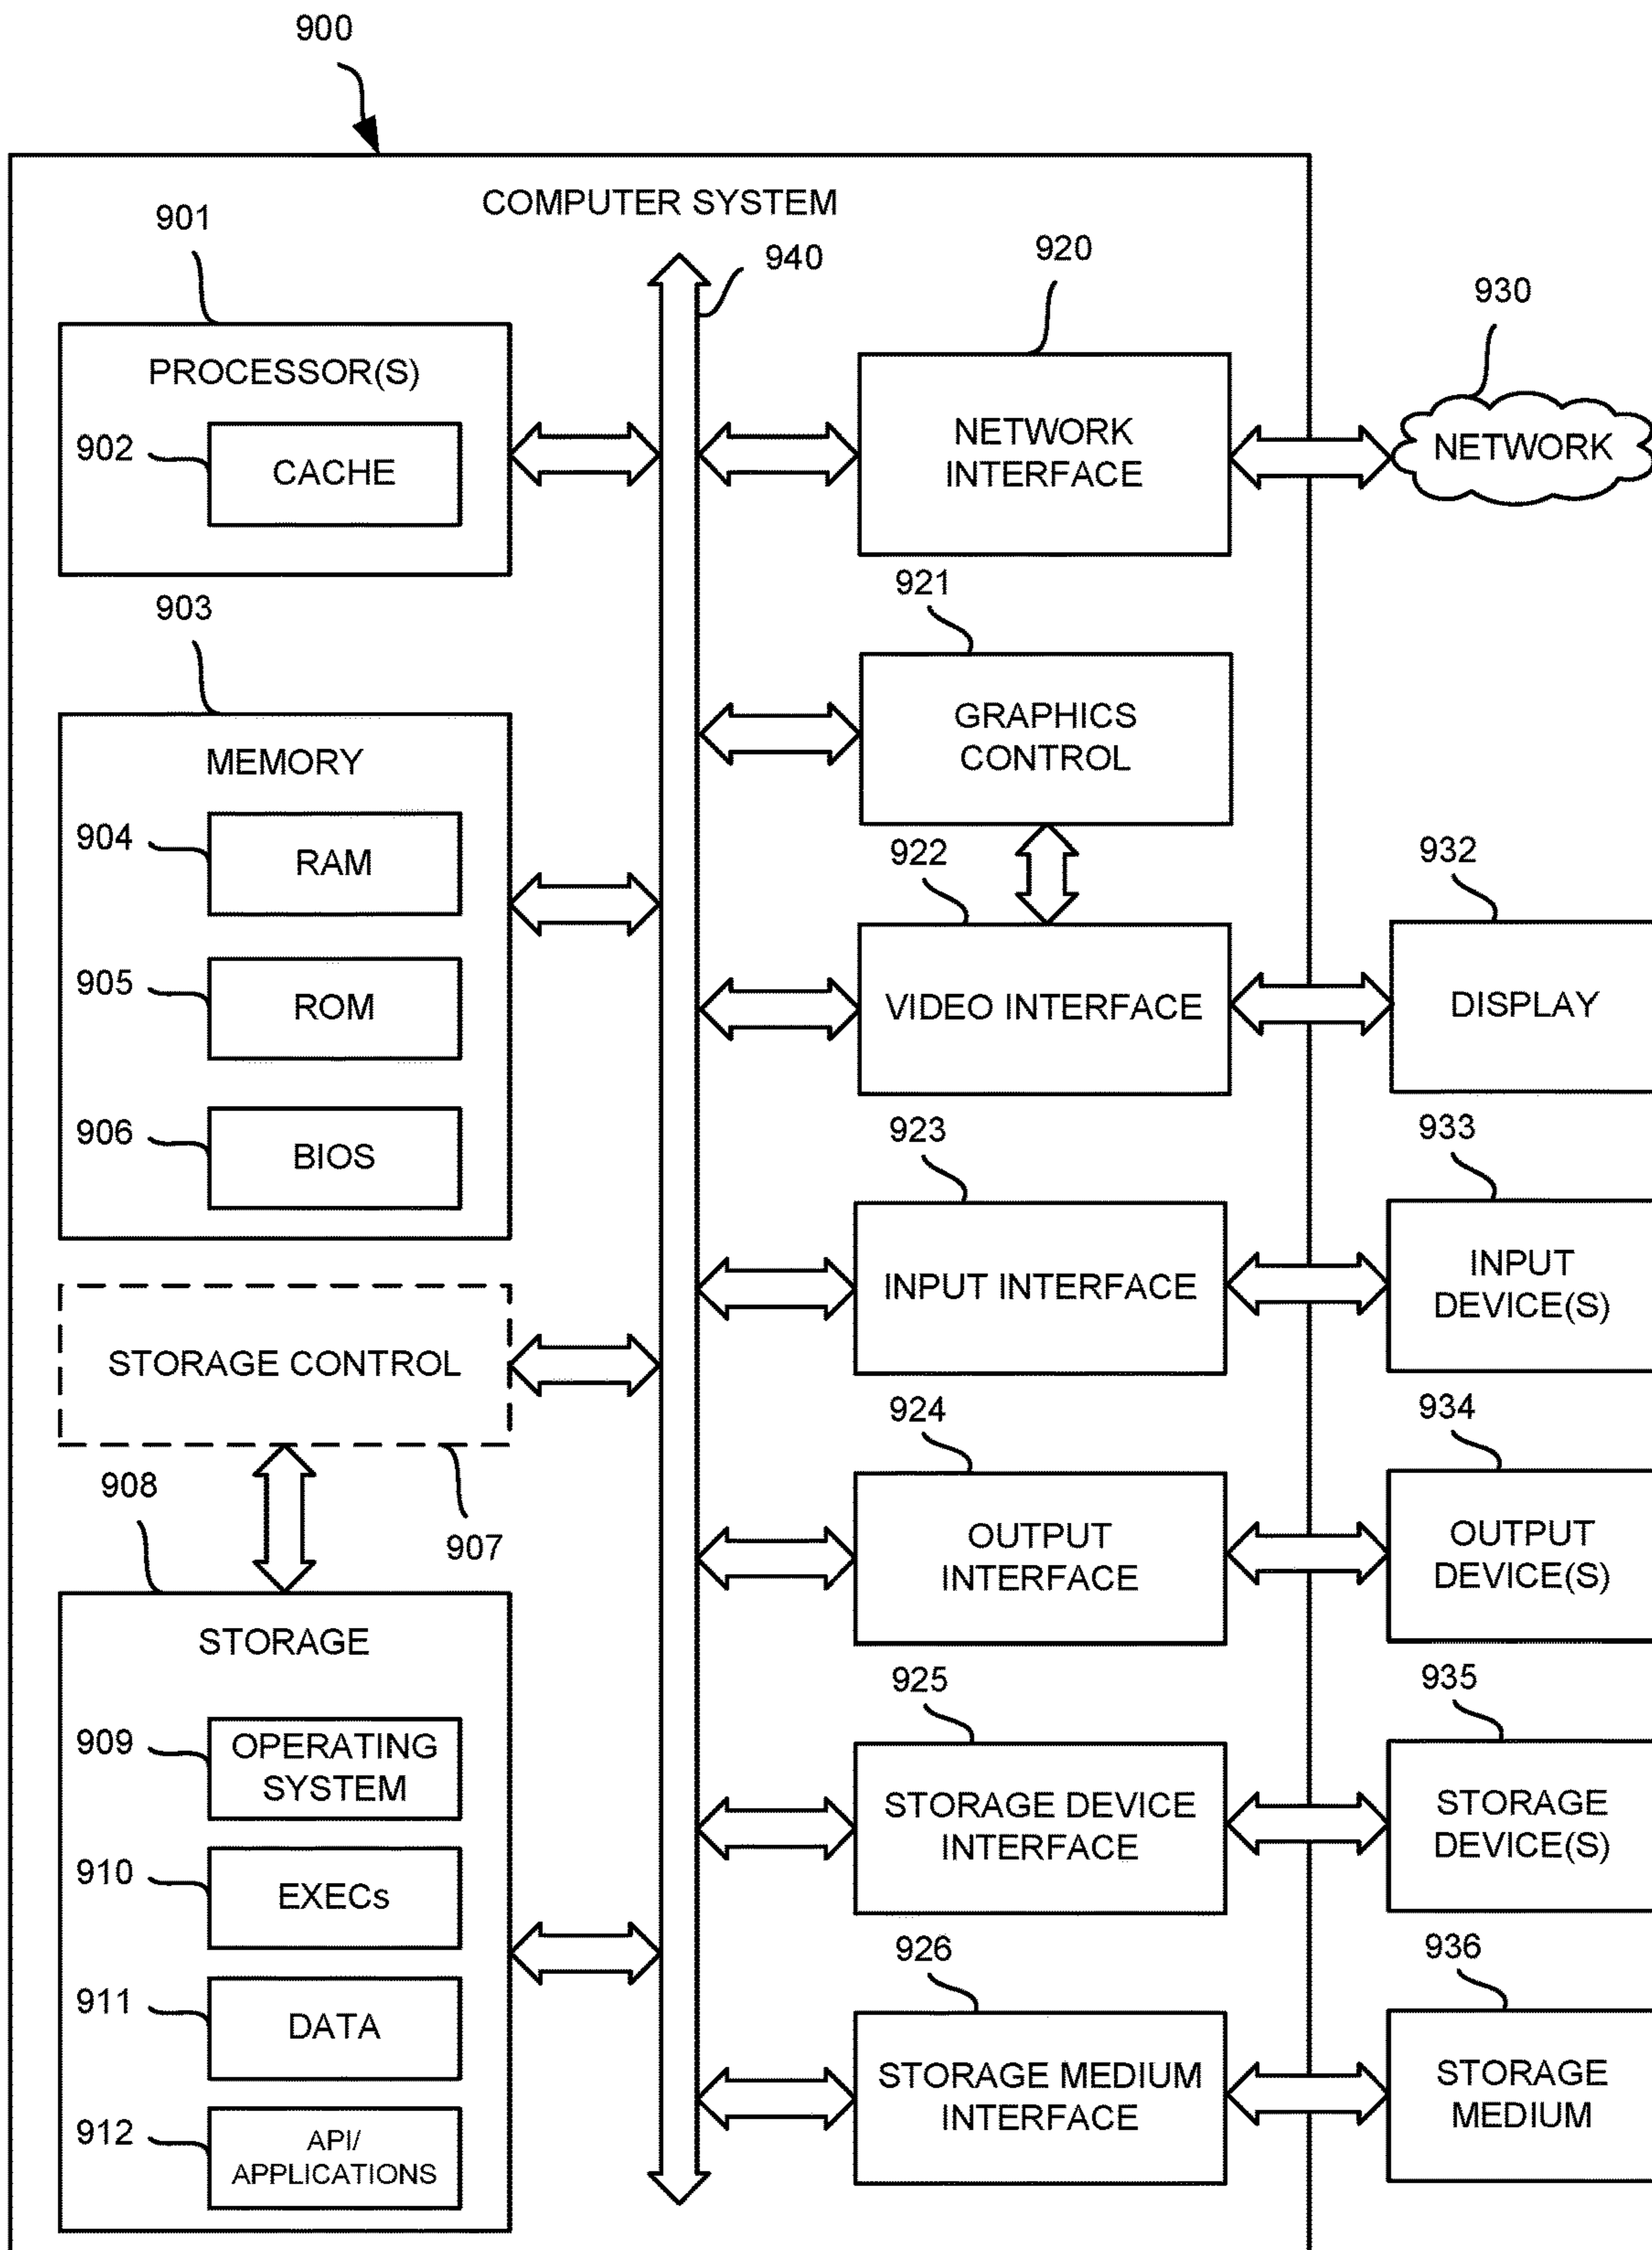 900
COMPUTER SYSTEM
901
940
920
930
PROCESSOR(S)
902
CACHE
NETWORK
INTERFACE
NETWORK
903
921
MEMORY
GRAPHICS
CONTROL
904
RAM
922
932
905
ROM
VIDEO INTERFACE
DISPLAY
906
BIOS
923
933
INPUT INTERFACE
INPUT
DEVICE(S)
STORAGE CONTROL
907
924
934
908
OUTPUT
INTERFACE
OUTPUT
DEVICE(S)
STORAGE
925
935
909
OPERATING
SYSTEM
STORAGE DEVICE
INTERFACE
STORAGE
DEVICE(S)
910
EXECs
926
936
911
DATA
STORAGE MEDIUM
INTERFACE
STORAGE
MEDIUM
912
API/
APPLICATIONS